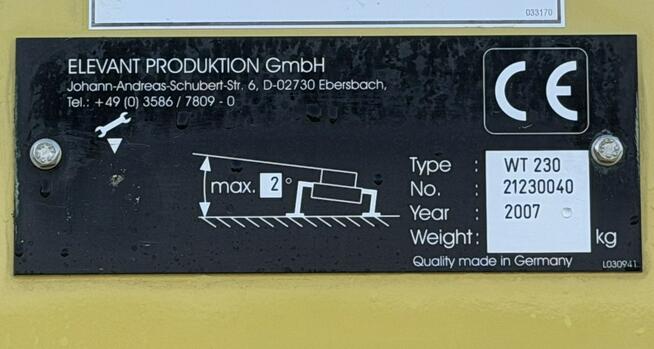 033170
ELEVANT PRODUKTION GmbH
Johann-Andreas-Schubert-Str. 6, D-02730 Ebersbach,
Tel.: +49 (0) 3586 / 7809 - 0
CE
max. 2°
Type : WT 230
No. : 21230040
Year : 2007
Weight: kg
Quality made in Germany
L030941